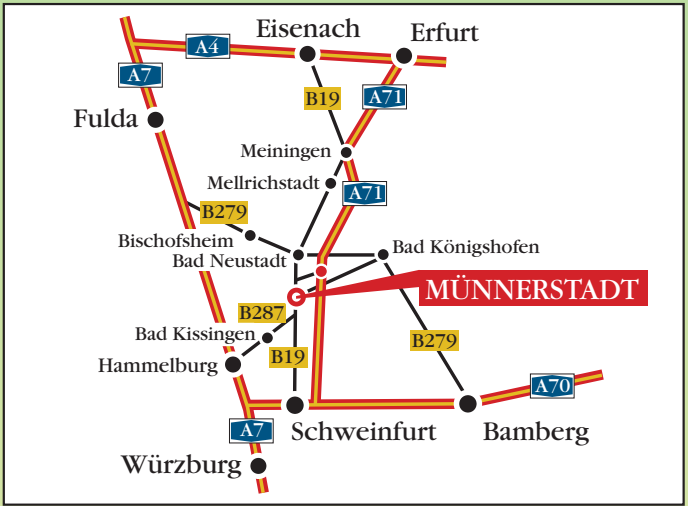 Eisenach
Erfurt
A4
A7
B19
A71
Fulda
Meiningen
Mellrichstadt
A71
B279
Bischofsheim
Bad Neustadt
Bad Königshofen
MÜNNERSTADT
B287
Bad Kissingen
B279
B19
Hammelburg
A70
A7
Schweinfurt
Bamberg
Würzburg